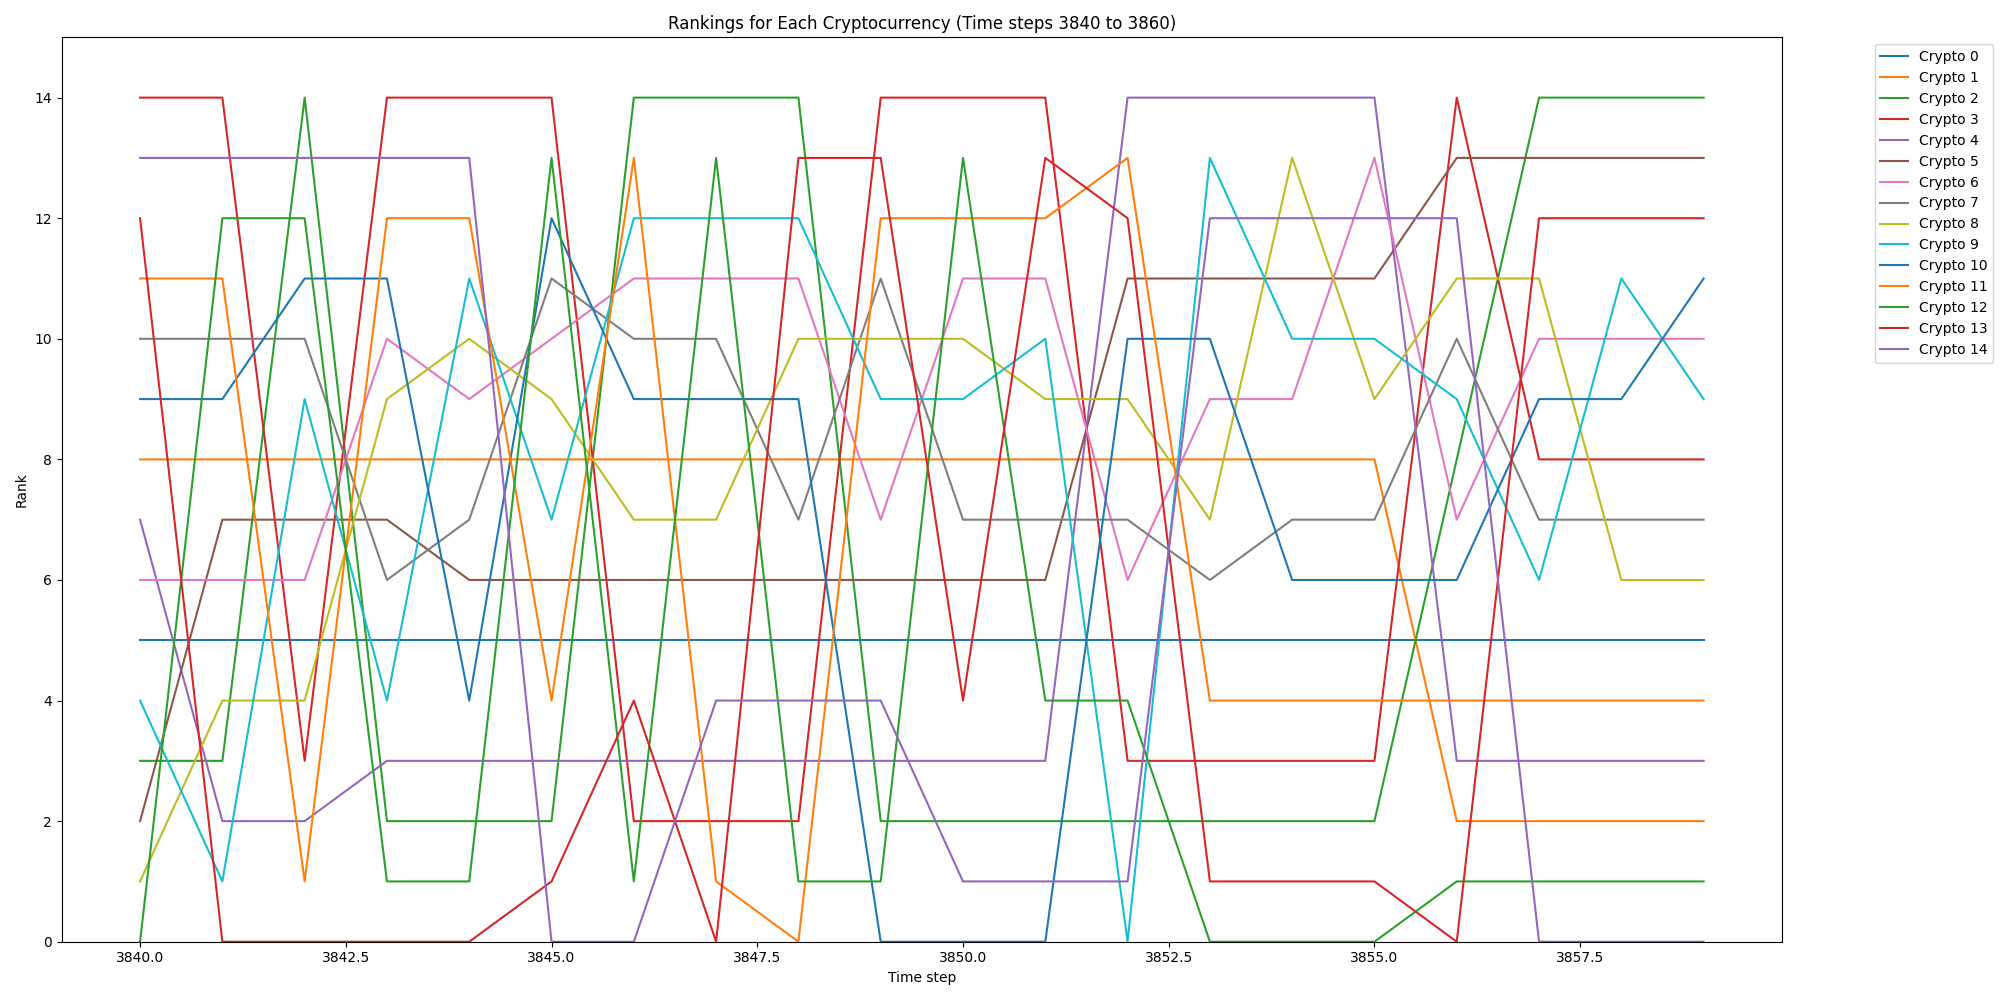 Rankings for Each Cryptocurrency (Time steps 3840 to 3860)
Rank
14
12
10
8
6
4
2
0
3840.0
3842.5
3845.0
3847.5
3850.0
3852.5
3855.0
3857.5
Time step
Crypto 0
Crypto 1
Crypto 2
Crypto 3
Crypto 4
Crypto 5
Crypto 6
Crypto 7
Crypto 8
Crypto 9
Crypto 10
Crypto 11
Crypto 12
Crypto 13
Crypto 14